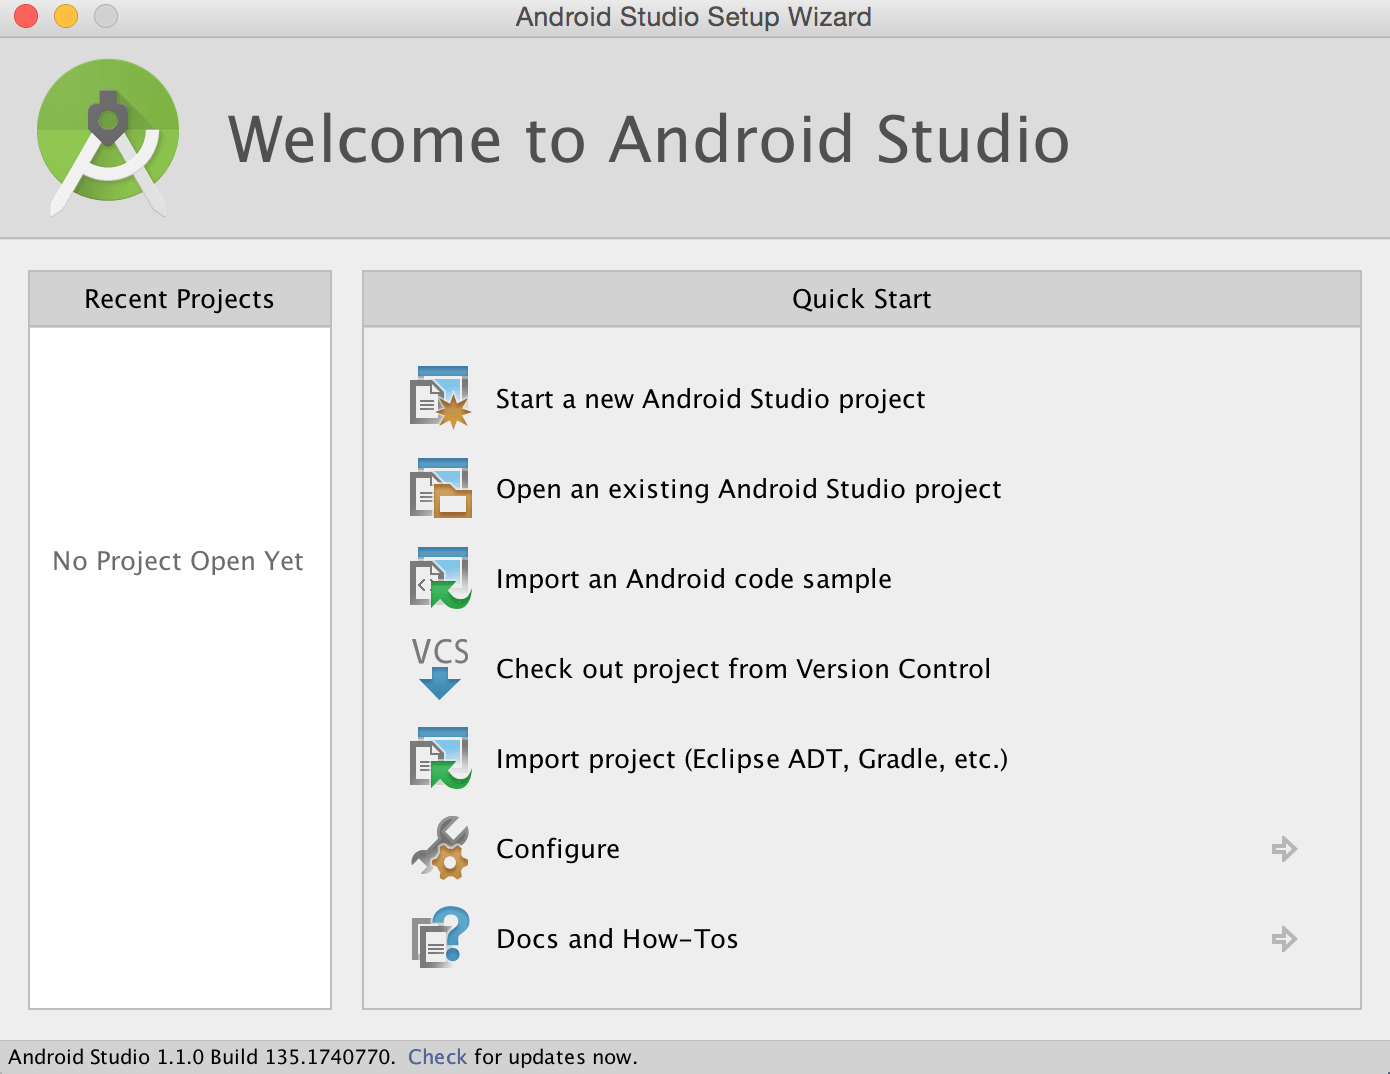 Android Studio Setup Wizard
Welcome to Android Studio
Recent Projects
No Project Open Yet
Quick Start
Start a new Android Studio project
Open an existing Android Studio project
Import an Android code sample
VCS
Check out project from Version Control
Import project (Eclipse ADT, Gradle, etc.)
Configure
Docs and How-Tos
Android Studio 1.1.0 Build 135.1740770. Check for updates now.